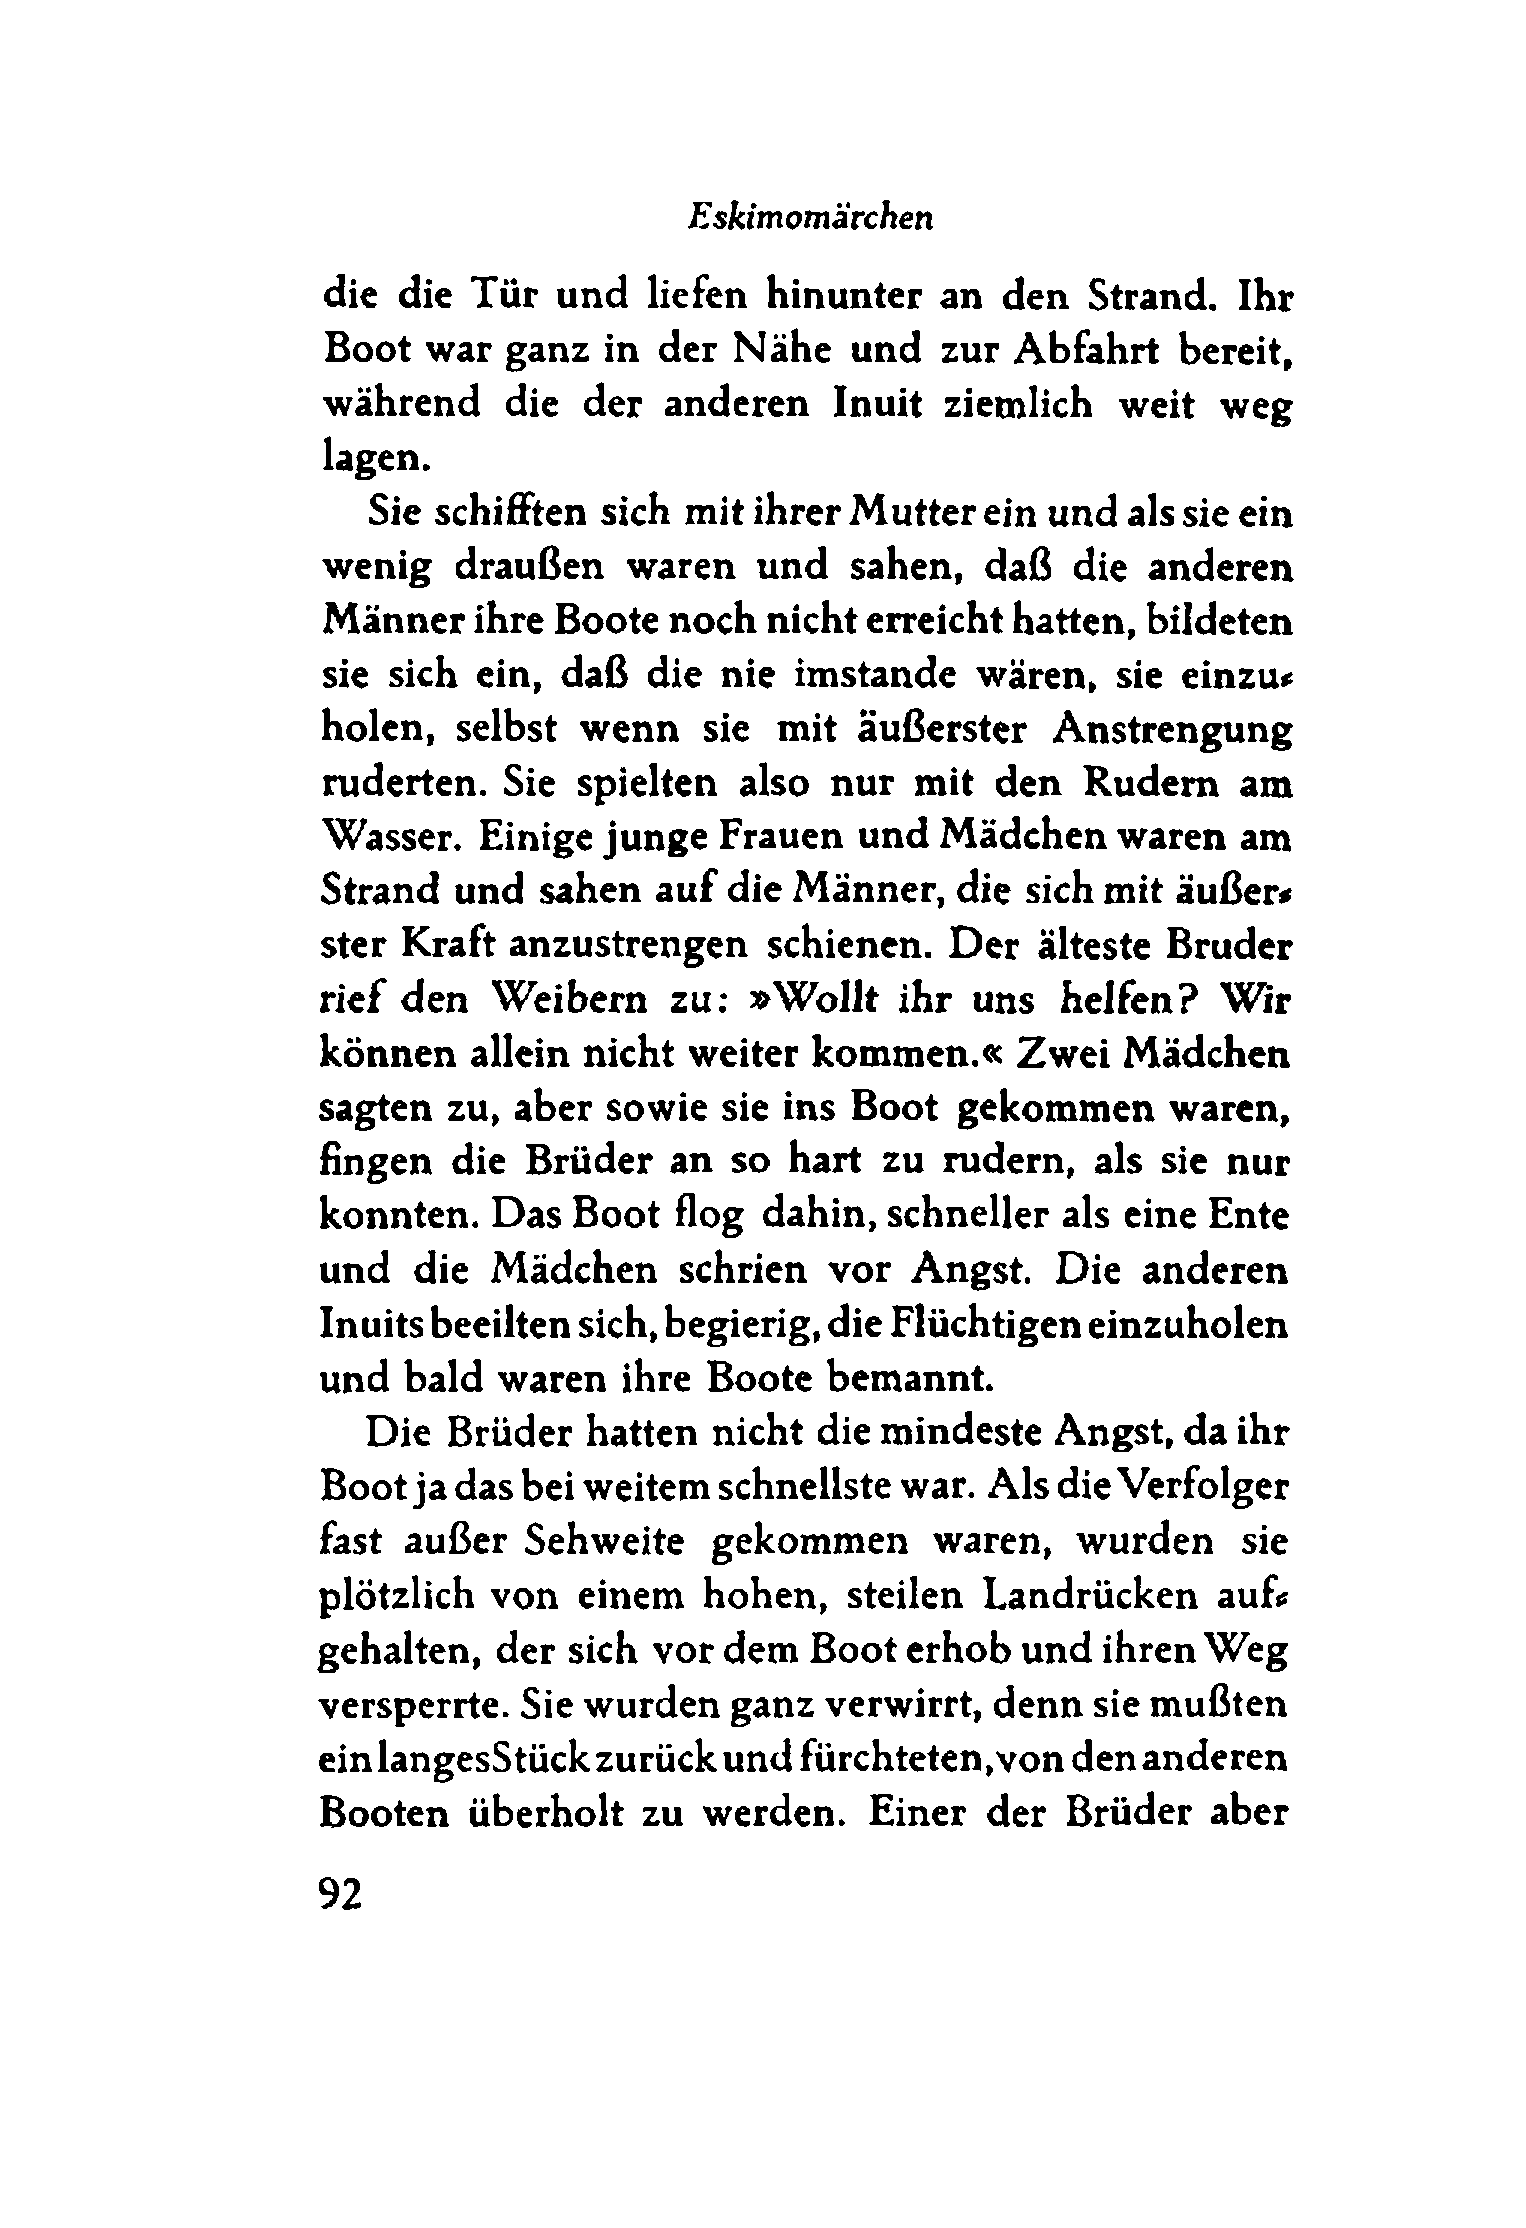 Eskimomärchen
die die Tür und liefen hinunter an den Strand. Ihr
Boot war ganz in der Nähe und zur Abfahrt bereit,
während die der anderen Inuit ziemlich weit weg
lagen.
Sie schifften sich mit ihrer Mutter ein und als sie ein
wenig draußen waren und sahen, daß die anderen
Männer ihre Boote noch nicht erreicht hatten, bildeten
sie sich ein, daß die nie imstande wären, sie einzu-
holen, selbst wenn sie mit äußerster Anstrengung
ruderten. Sie spielten also nur mit den Rudern am
Wasser. Einige junge Frauen und Mädchen waren am
Strand und sahen auf die Männer, die sich mit äußer-
ster Kraft anzustrengen schienen. Der älteste Bruder
rief den Weibern zu: »Wollt ihr uns helfen? Wir
können allein nicht weiter kommen.« Zwei Mädchen
sagten zu, aber sowie sie ins Boot gekommen waren,
fingen die Brüder an so hart zu rudern, als sie nur
konnten. Das Boot flog dahin, schneller als eine Ente
und die Mädchen schrien vor Angst. Die anderen
Inuits beeilten sich, begierig, die Flüchtigen einzuholen
und bald waren ihre Boote bemannt.
Die Brüder hatten nicht die mindeste Angst, da ihr
Boot ja das bei weitem schnellste war. Als die Verfolger
fast außer Sehweite gekommen waren, wurden sie
plötzlich von einem hohen, steilen Landrücken auf-
gehalten, der sich vor dem Boot erhob und ihren Weg
versperrte. Sie wurden ganz verwirrt, denn sie mußten
ein langes Stück zurück und fürchteten, von den anderen
Booten überholt zu werden. Einer der Brüder aber
92